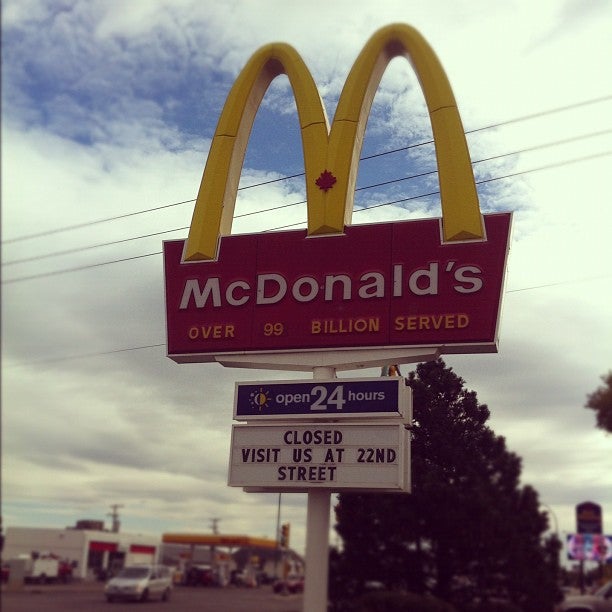 McDonald's
OVER 99 BILLION SERVED
open 24 hours
CLOSED
VISIT US AT 22ND
STREET